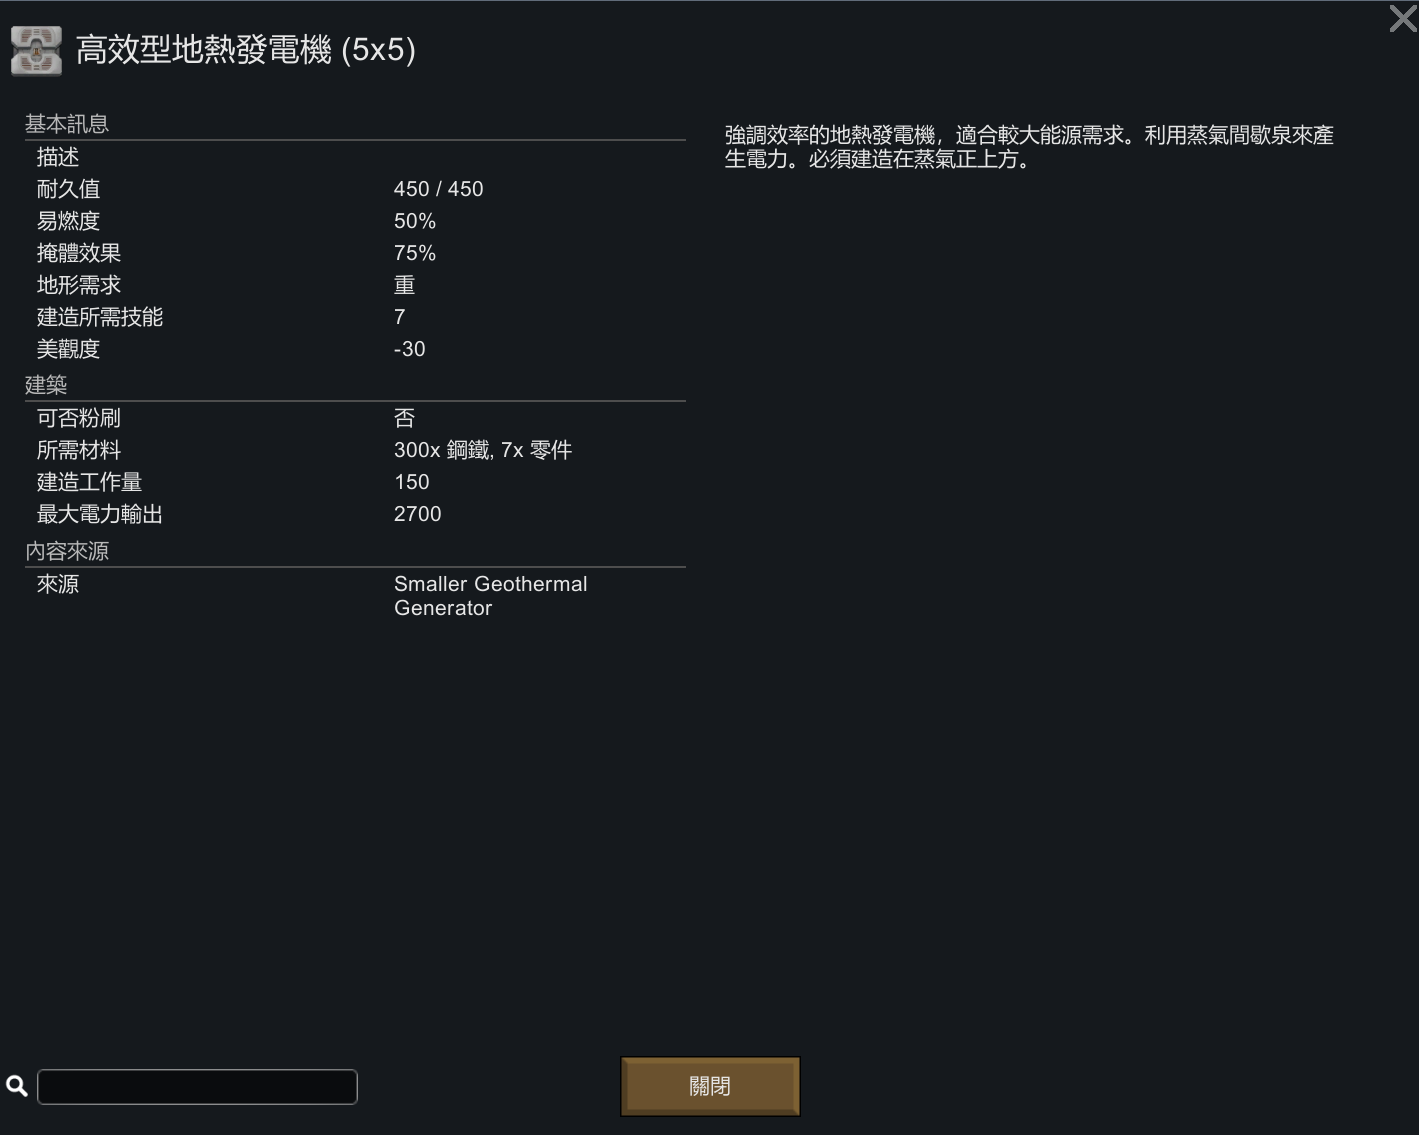 高效型地熱發電機 (5x5)
基本訊息
描述
耐久值 450 / 450
易燃度 50%
掩體效果 75%
地形需求 重
建造所需技能 7
美觀度 -30
建築
可否粉刷 否
所需材料 300x 鋼鐵, 7x 零件
建造工作量 150
最大電力輸出 2700
內容來源
來源 Smaller Geothermal
Generator
強調效率的地熱發電機，適合較大能源需求。利用蒸氣間歇泉來產
生電力。必須建造在蒸氣正上方。
關閉